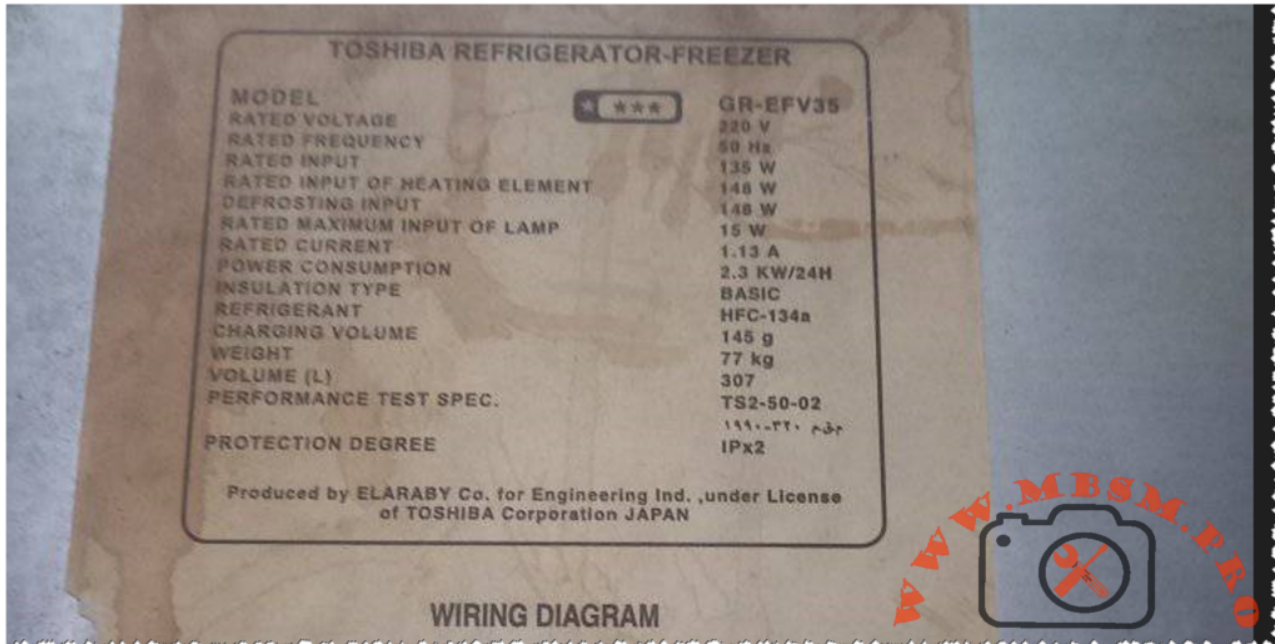 TOSHIBA REFRIGERATOR-FREEZER
MODEL GR-EFV35
RATED VOLTAGE 220 V
RATED FREQUENCY 50 Hz
RATED INPUT 135 W
RATED INPUT OF HEATING ELEMENT 146 W
DEFROSTING INPUT 146 W
RATED MAXIMUM INPUT OF LAMP 15 W
RATED CURRENT 1.13 A
POWER CONSUMPTION 2.3 KW/24H
INSULATION TYPE BASIC
REFRIGERANT HFC-134a
CHARGING VOLUME 145 g
WEIGHT 77 kg
VOLUME (L) 307
PERFORMANCE TEST SPEC. TS2-50-02
م.ق.م ٣٢٠-١٩٩٠
PROTECTION DEGREE IPx2
Produced by ELARABY Co. for Engineering Ind. ,under License
of TOSHIBA Corporation JAPAN
WIRING DIAGRAM
WWW.MBSM.PRO